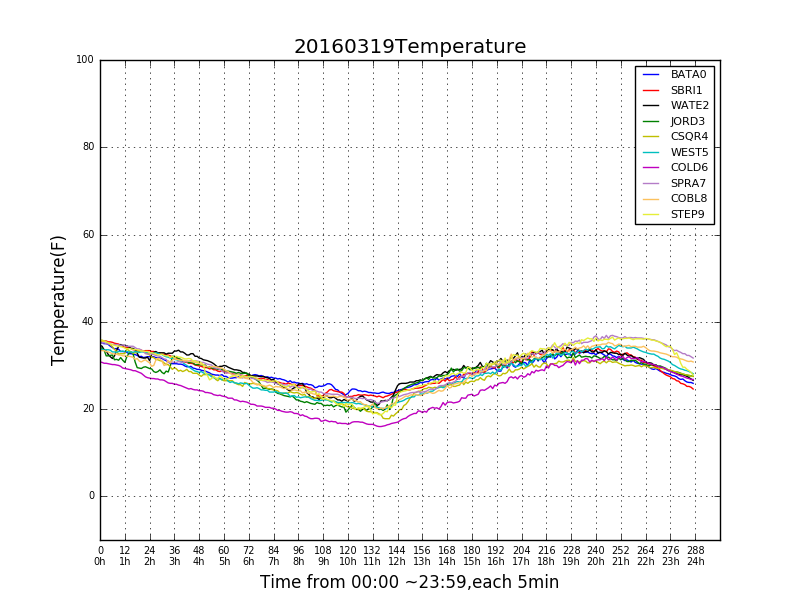 20160319Temperature
100
80
60
40
20
0
Temperature(F)
BATA0
SBRI1
WATE2
JORD3
CSQR4
WEST5
COLD6
SPRA7
COBL8
STEP9
0 12 24 36 48 60 72 84 96 108 120 132 144 156 168 180 192 204 216 228 240 252 264 276 288
0h 1h 2h 3h 4h 5h 6h 7h 8h 9h 10h 11h 12h 13h 14h 15h 16h 17h 18h 19h 20h 21h 22h 23h 24h
Time from 00:00 ~23:59,each 5min